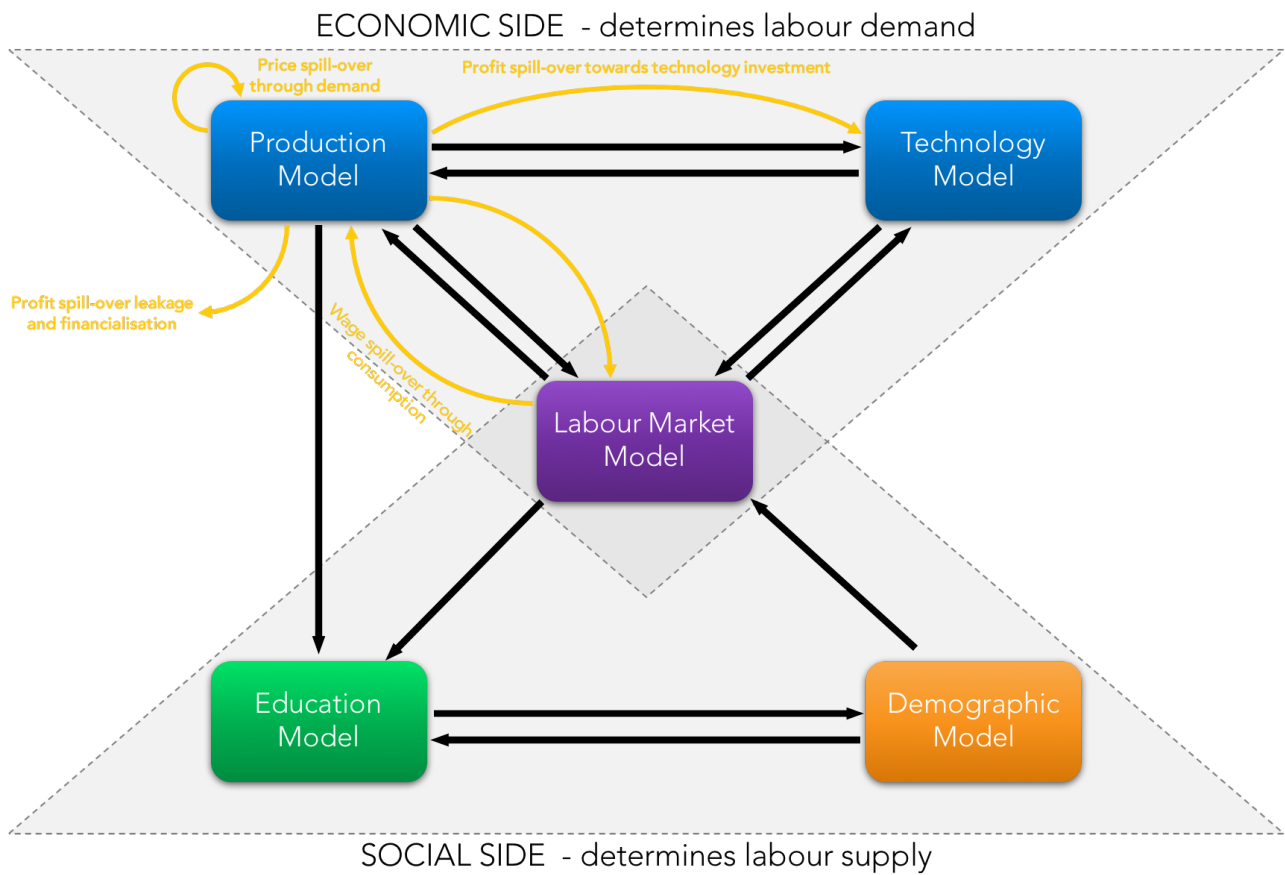 ECONOMIC SIDE - determines labour demand
Price spill-over
through demand
Profit spill-over towards technology investment
Production
Model
Technology
Model
Profit spill-over leakage
and financialisation
Wage spill-over through
consumption
Labour Market
Model
Education
Model
Demographic
Model
SOCIAL SIDE - determines labour supply